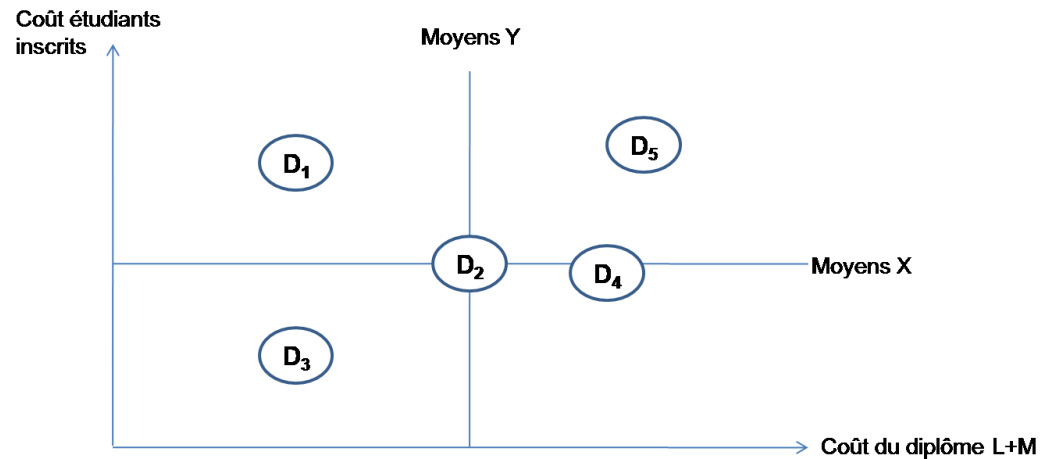 Coût étudiants
inscrits
Moyens Y
D5
D1
D2
D4
Moyens X
D3
Coût du diplôme L+M